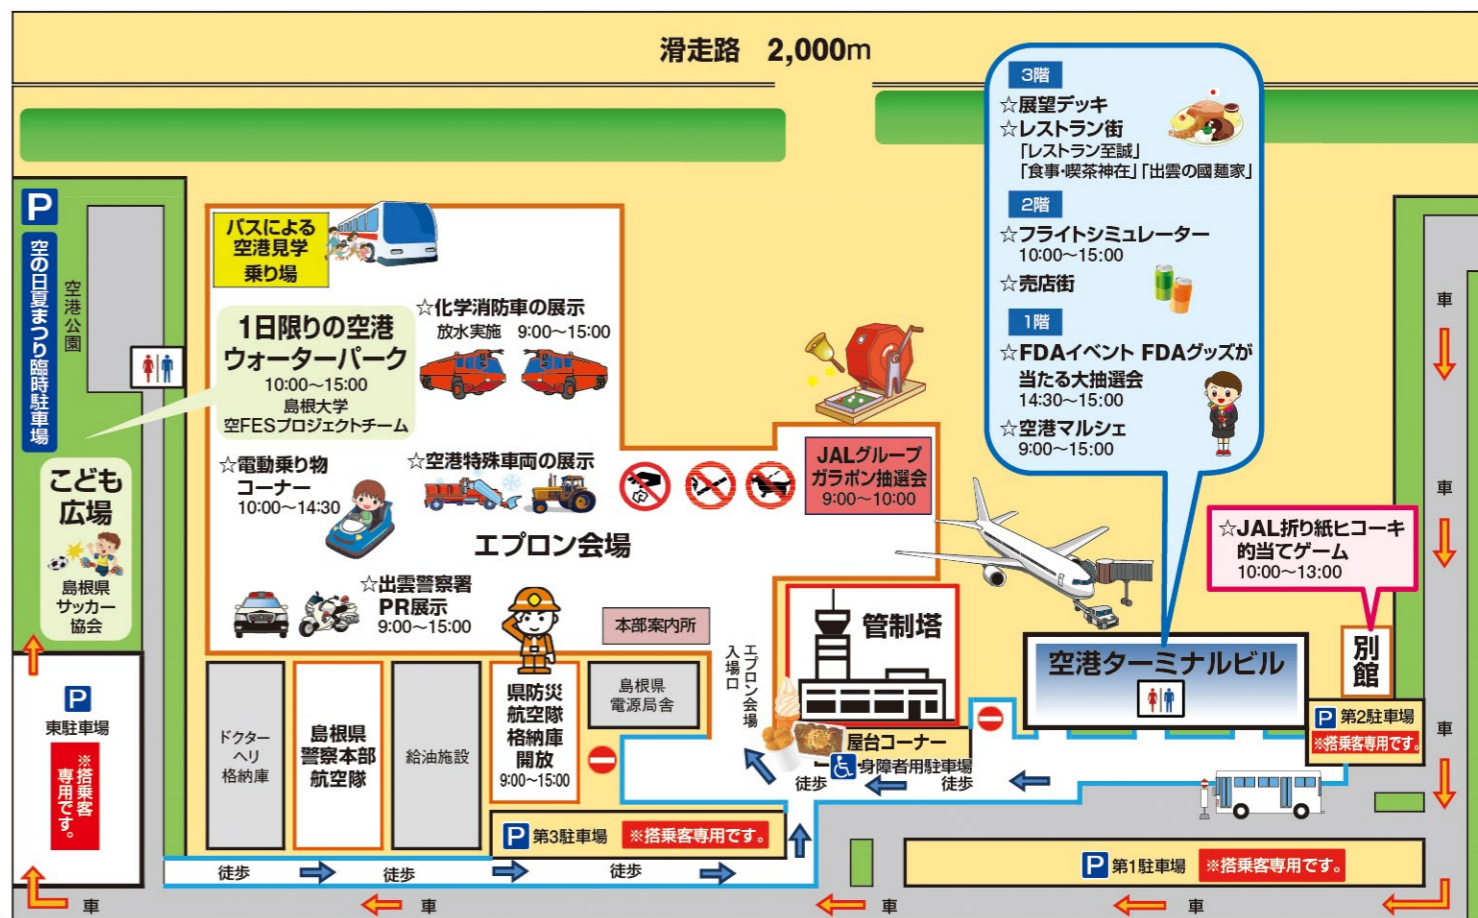 滑走路 2,000m
3階
☆展望デッキ
☆レストラン街
「レストラン至誠」
「食事・喫茶神在」「出雲の國麺家」
2階
☆フライトシミュレーター
10:00〜15:00
☆売店街
1階
☆FDAイベント FDAグッズが
当たる大抽選会
14:30〜15:00
☆空港マルシェ
9:00〜15:00
P
空の日夏まつり臨時駐車場
空港公園
バスによる
空港見学
乗り場
1日限りの空港
ウォーターパーク
10:00〜15:00
島根大学
空FESプロジェクトチーム
☆化学消防車の展示
放水実施 9:00〜15:00
☆電動乗り物
コーナー
10:00〜14:30
☆空港特殊車両の展示
JALグループ
ガラポン抽選会
9:00〜10:00
こども
広場
島根県
サッカー
協会
エプロン会場
☆出雲警察署
PR展示
9:00〜15:00
本部案内所
☆JAL折り紙ヒコーキ
的当てゲーム
10:00〜13:00
管制塔
空港ターミナルビル
別館
エプロン会場
入場口
P
東駐車場
※搭乗客
専用です。
ドクター
ヘリ
格納庫
島根県
警察本部
航空隊
給油施設
県防災
航空隊
格納庫
開放
9:00〜15:00
島根県
電源局舎
屋台コーナー
身障者用駐車場
徒歩
徒歩
P 第2駐車場
※搭乗客専用です。
P 第3駐車場 ※搭乗客専用です。
P 第1駐車場 ※搭乗客専用です。
徒歩
徒歩
徒歩
車
車
車
車
車
車
車